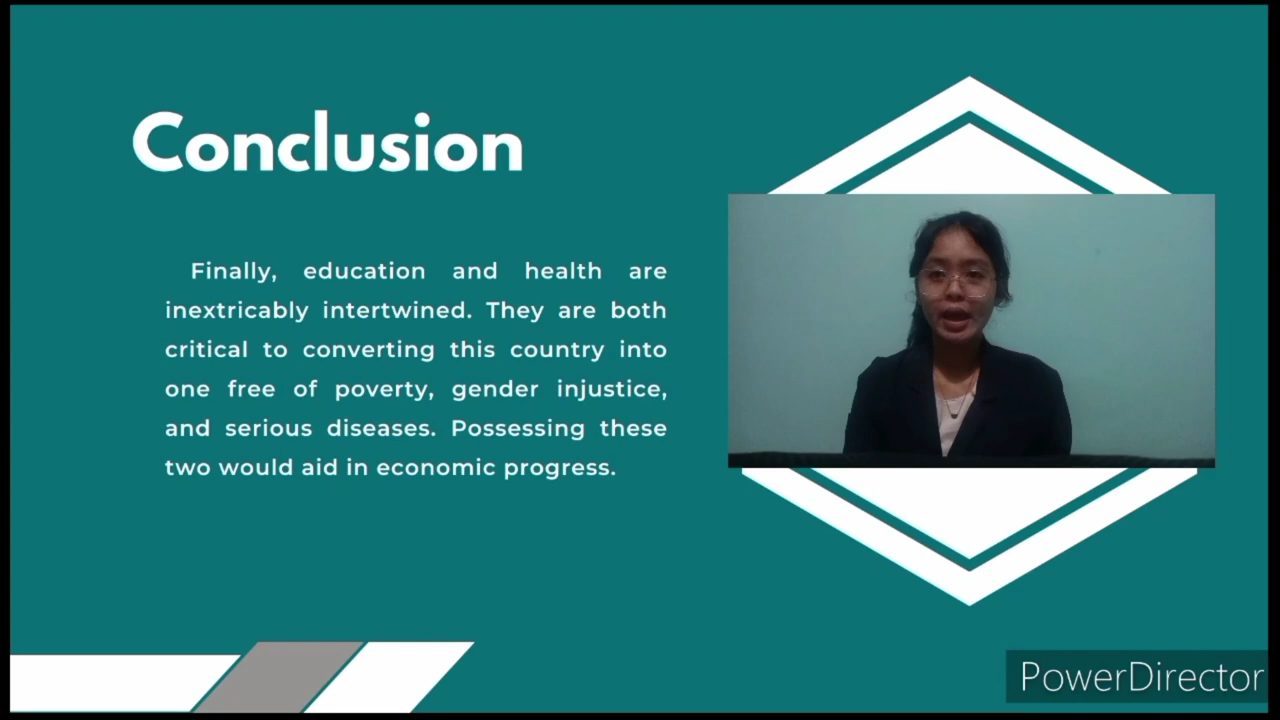 Conclusion
Finally, education and health are
inextricably intertwined. They are both
critical to converting this country into
one free of poverty, gender injustice,
and serious diseases. Possessing these
two would aid in economic progress.
PowerDirector